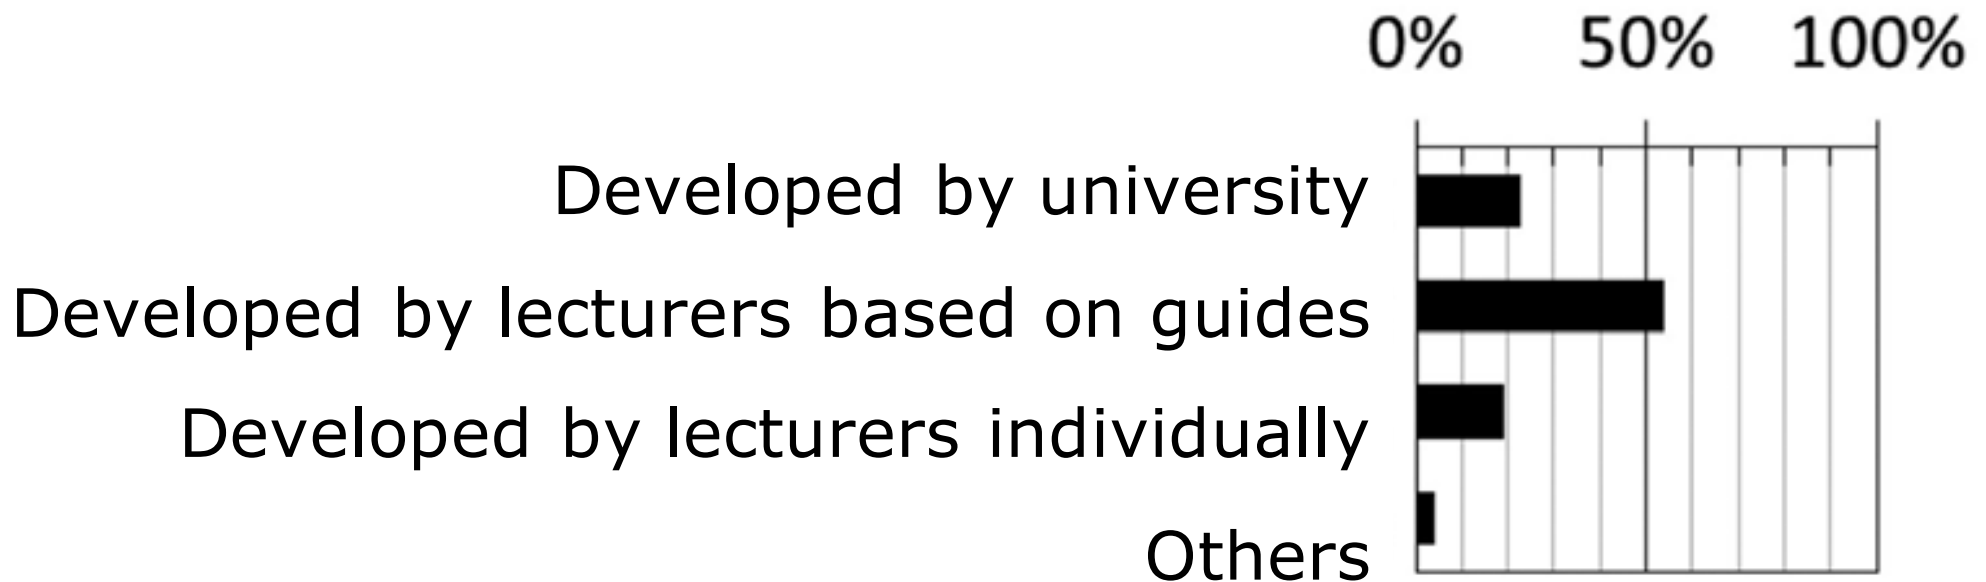 0% 50% 100%
Developed by university
Developed by lecturers based on guides
Developed by lecturers individually
Others